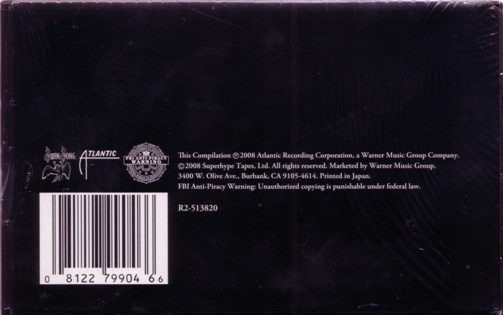 ATLANTIC
FBI ANTI-PIRACY
WARNING
This Compilation ℗2008 Atlantic Recording Corporation, a Warner Music Group Company.
©2008 Superhype Tapes, Ltd. All rights reserved. Marketed by Warner Music Group,
3400 W. Olive Ave., Burbank, CA 9105-4614. Printed in Japan.
FBI Anti-Piracy Warning: Unauthorized copying is punishable under federal law.
R2-513820
0 8122 79904 6 6